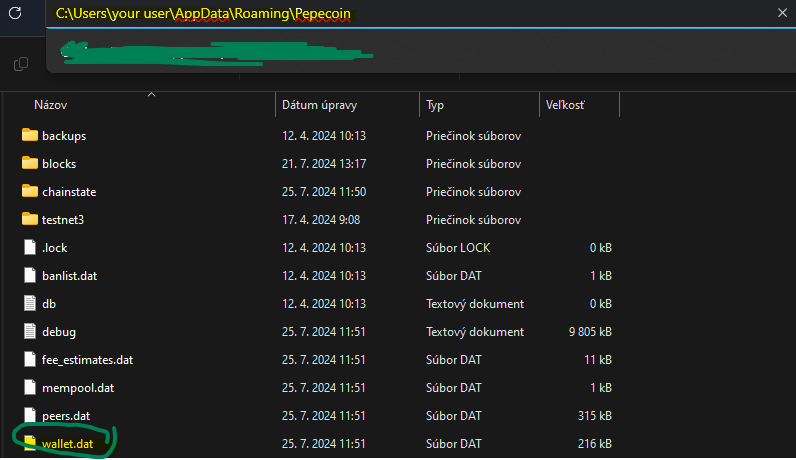 C:\Users\your user\AppData\Roaming\Pepecoin
Názov Dátum úpravy Typ Veľkosť
backups 12. 4. 2024 10:13 Priečinok súborov
blocks 21. 7. 2024 13:17 Priečinok súborov
chainstate 25. 7. 2024 11:50 Priečinok súborov
testnet3 17. 4. 2024 9:08 Priečinok súborov
.lock 12. 4. 2024 10:13 Súbor LOCK 0 kB
banlist.dat 12. 4. 2024 10:13 Súbor DAT 1 kB
db 12. 4. 2024 10:13 Textový dokument 0 kB
debug 25. 7. 2024 11:51 Textový dokument 9 805 kB
fee_estimates.dat 25. 7. 2024 11:51 Súbor DAT 11 kB
mempool.dat 25. 7. 2024 11:51 Súbor DAT 1 kB
peers.dat 25. 7. 2024 11:51 Súbor DAT 315 kB
wallet.dat 25. 7. 2024 11:51 Súbor DAT 216 kB